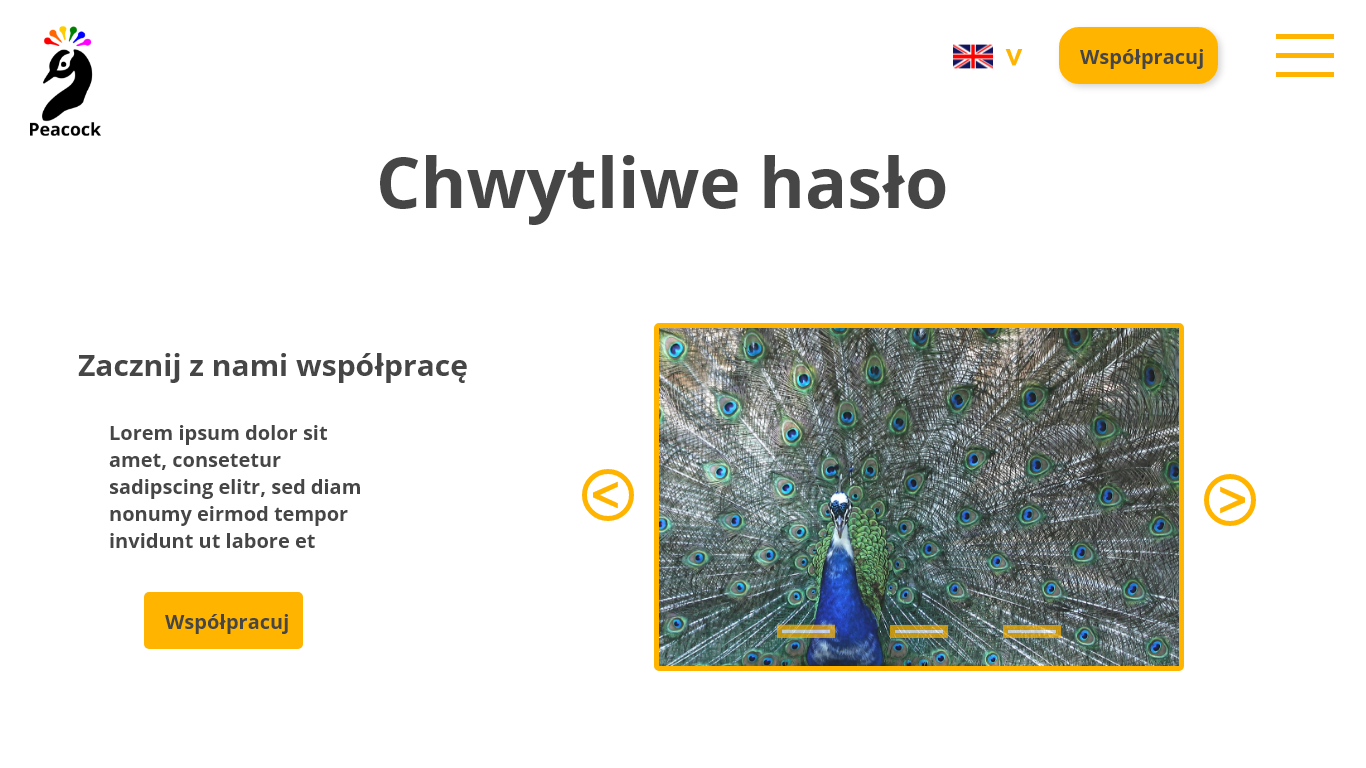 Peacock
V
Współpracuj
Chwytliwe hasło
Zacznij z nami współpracę
Lorem ipsum dolor sit
amet, consetetur
sadipscing elitr, sed diam
nonumy eirmod tempor
invidunt ut labore et
Współpracuj
<
>